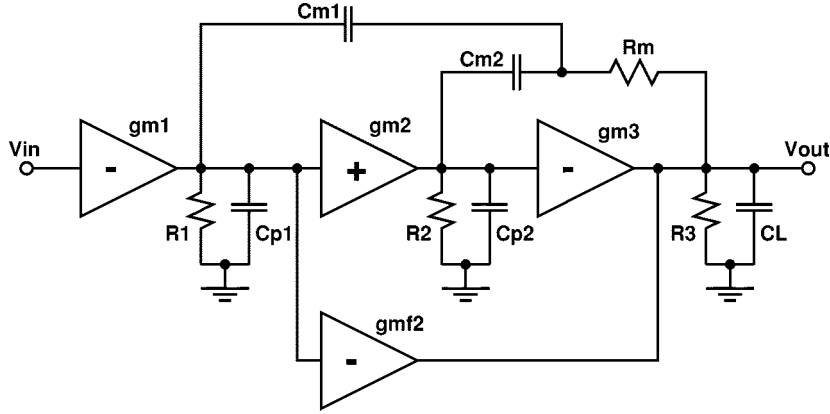 Cm1
Cm2
Rm
gm1
gm2
gm3
Vin
Vout
-
+
-
R1
Cp1
R2
Cp2
R3
CL
gmf2
-